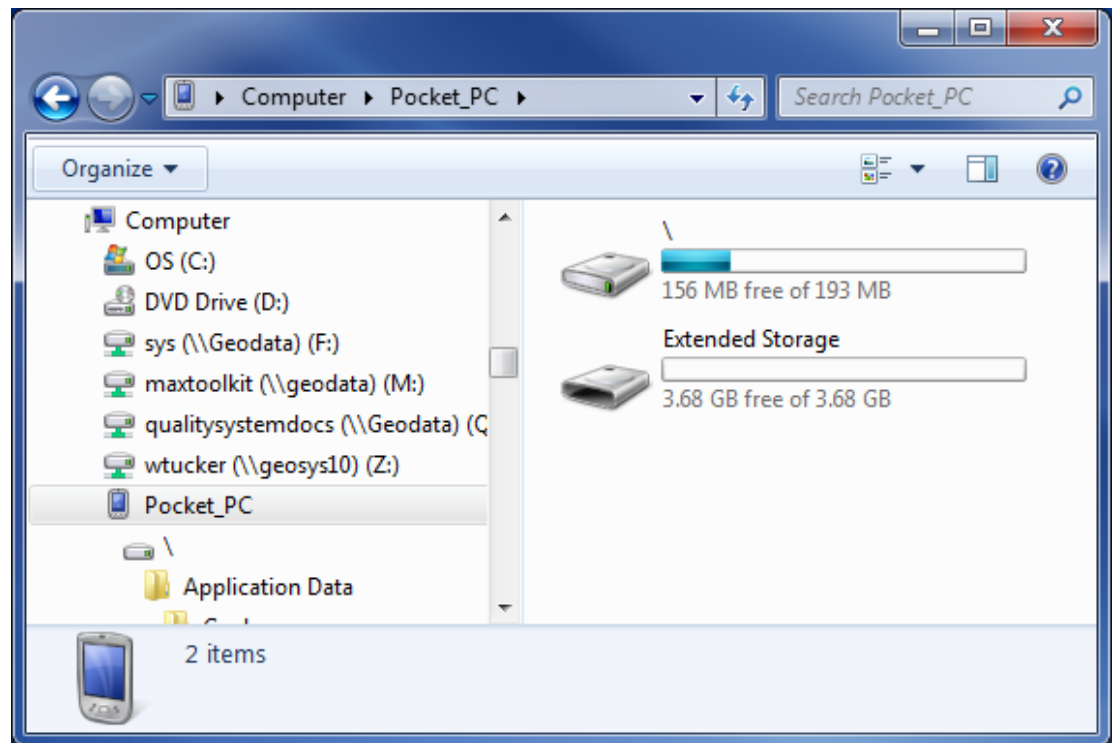 Computer Pocket_PC
Search Pocket_PC
Organize
Computer
OS (C:)
DVD Drive (D:)
sys (\\Geodata) (F:)
maxtoolkit (\\geodata) (M:)
qualitysystemdocs (\\Geodata) (Q
wtucker (\\geosys10) (Z:)
Pocket_PC
\
Application Data
\
156 MB free of 193 MB
Extended Storage
3.68 GB free of 3.68 GB
2 items